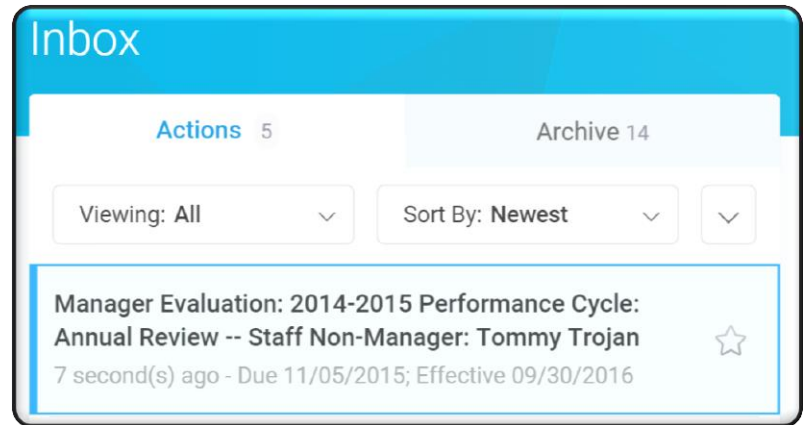 Inbox
Actions 5
Archive 14
Viewing: All
Sort By: Newest
Manager Evaluation: 2014-2015 Performance Cycle:
Annual Review -- Staff Non-Manager: Tommy Trojan
7 second(s) ago - Due 11/05/2015; Effective 09/30/2016